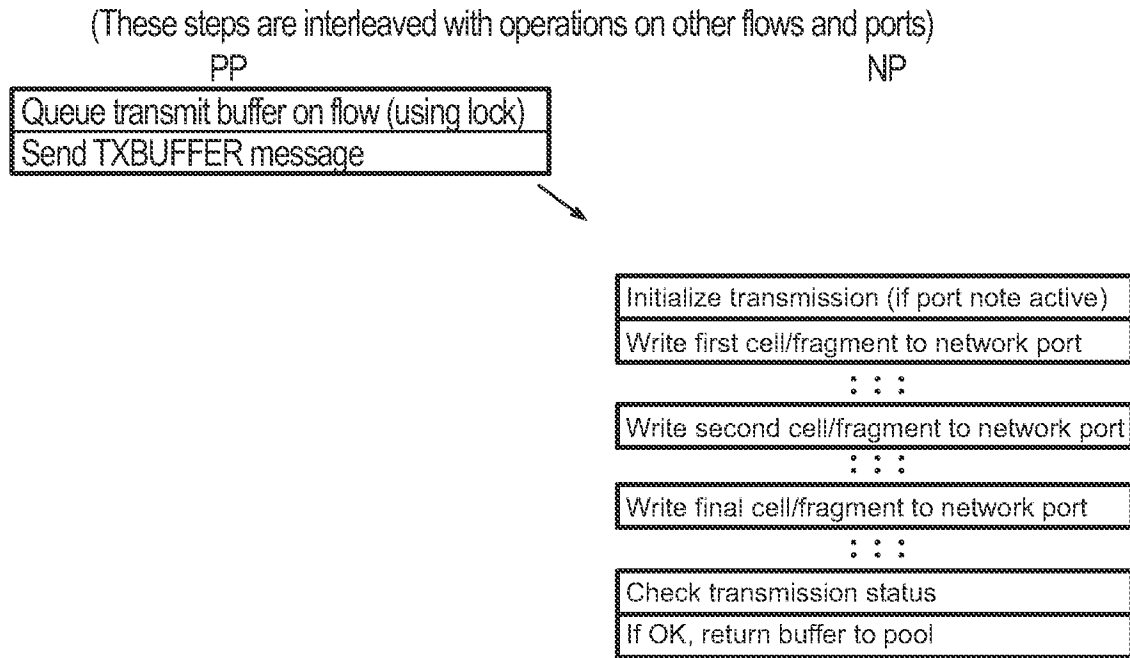 (These steps are interleaved with operations on other flows and ports)
PP
NP
Queue transmit buffer on flow (using lock)
Send TXBUFFER message
Initialize transmission (if port note active)
Write first cell/fragment to network port
Write second cell/fragment to network port
Write final cell/fragment to network port
Check transmission status
If OK, return buffer to pool